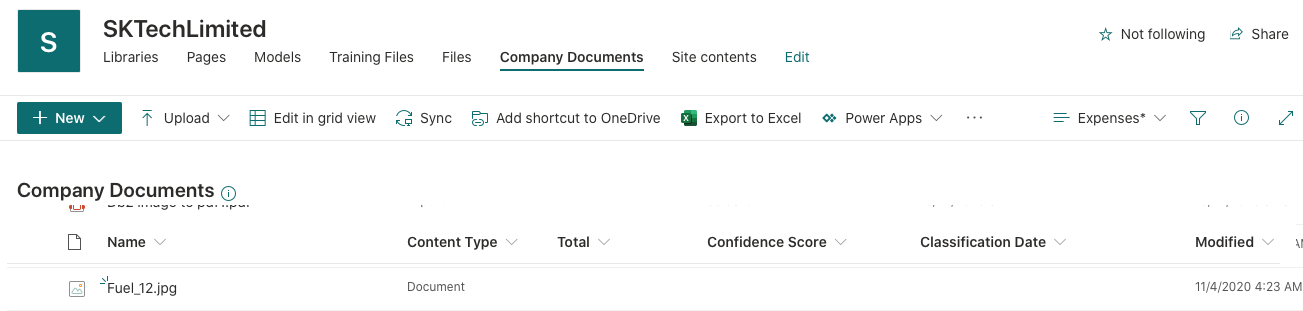 S
SKTechLimited
Not following
Share
Libraries
Pages
Models
Training Files
Files
Company Documents
Site contents
Edit
New
Upload
Edit in grid view
Sync
Add shortcut to OneDrive
Export to Excel
Power Apps
...
Expenses*
Company Documents
Name
Content Type
Total
Confidence Score
Classification Date
Modified
Fuel_12.jpg
Document
11/4/2020 4:23 AM